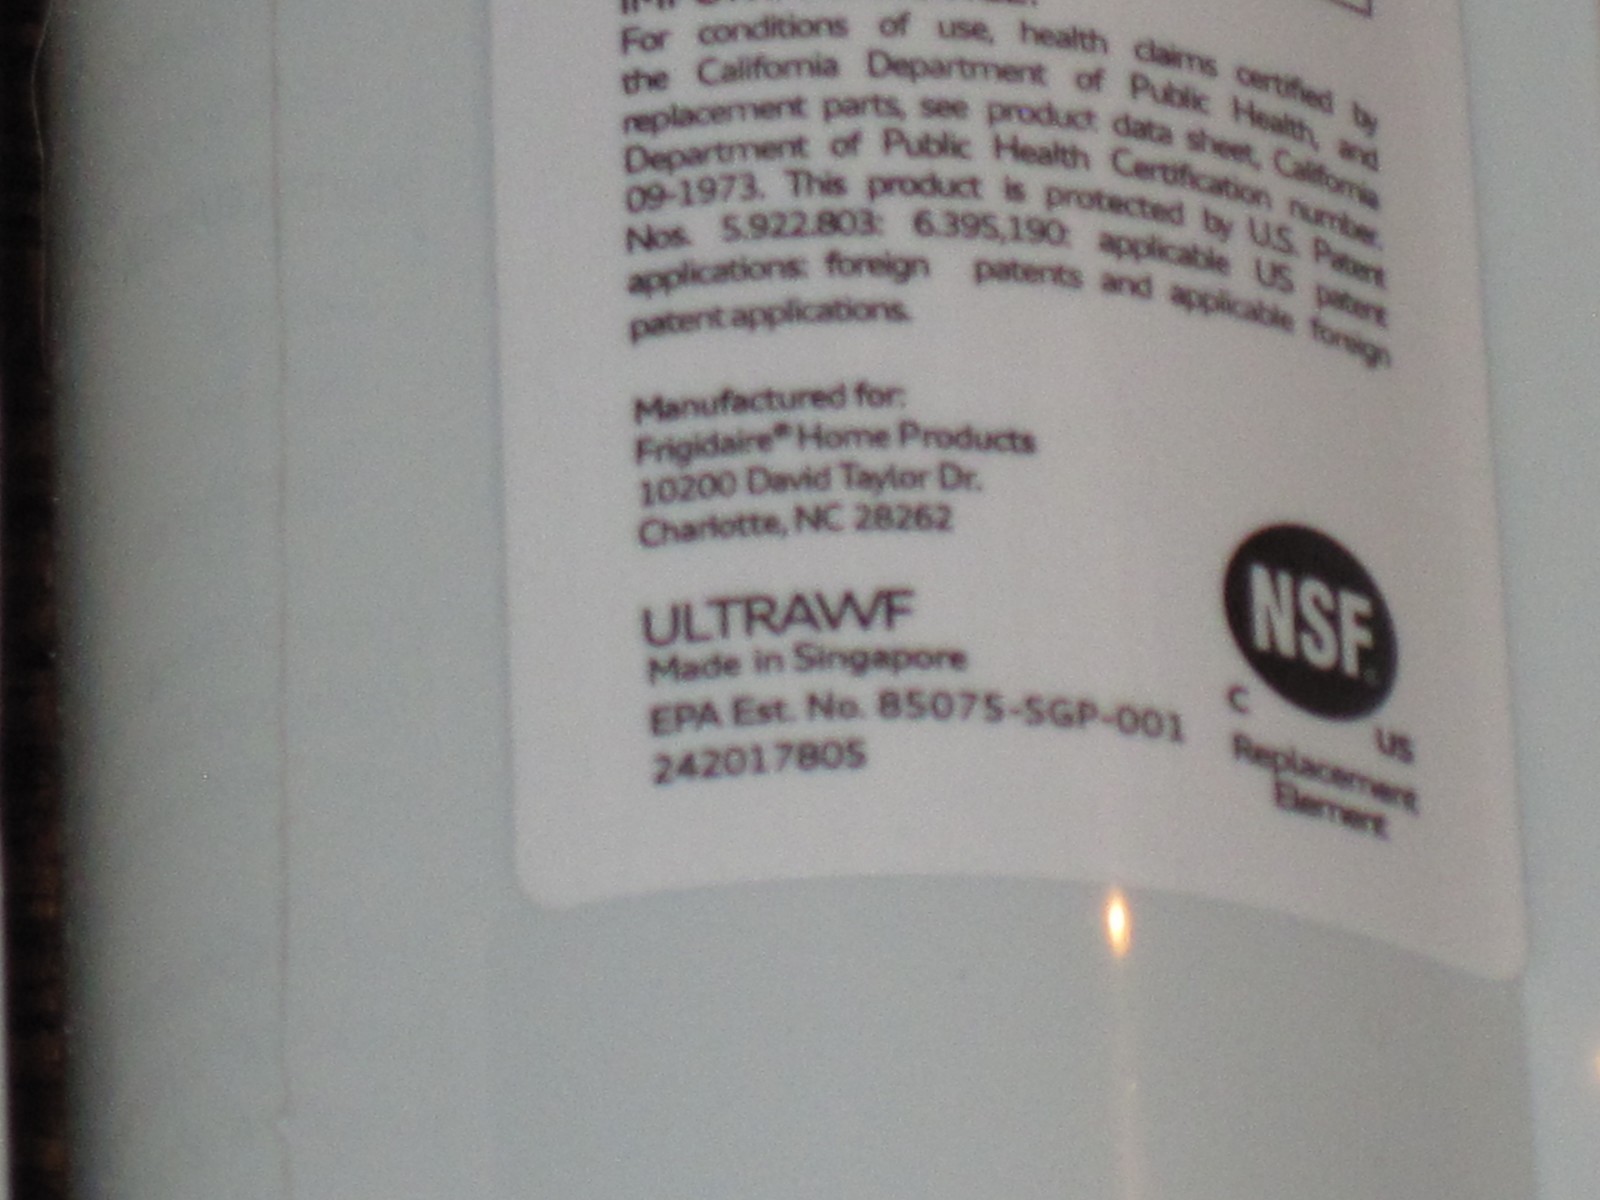 For conditions of use, health claims certified by
the California Department of Public Health, and
replacement parts, see product data sheet, California
Department of Public Health Certification number.
09-1973. This product is protected by U.S. Patent
Nos. 5.922.803: 6.395,190: applicable US patent
applications: foreign patents and applicable foreign
patent applications.
Manufactured for:
Frigidaire® Home Products
10200 David Taylor Dr.
Charlotte, NC 28262
ULTRAWF
Made in Singapore
EPA Est. No. 85075-SGP-001
242017805
NSF
C US
Replacement
Element